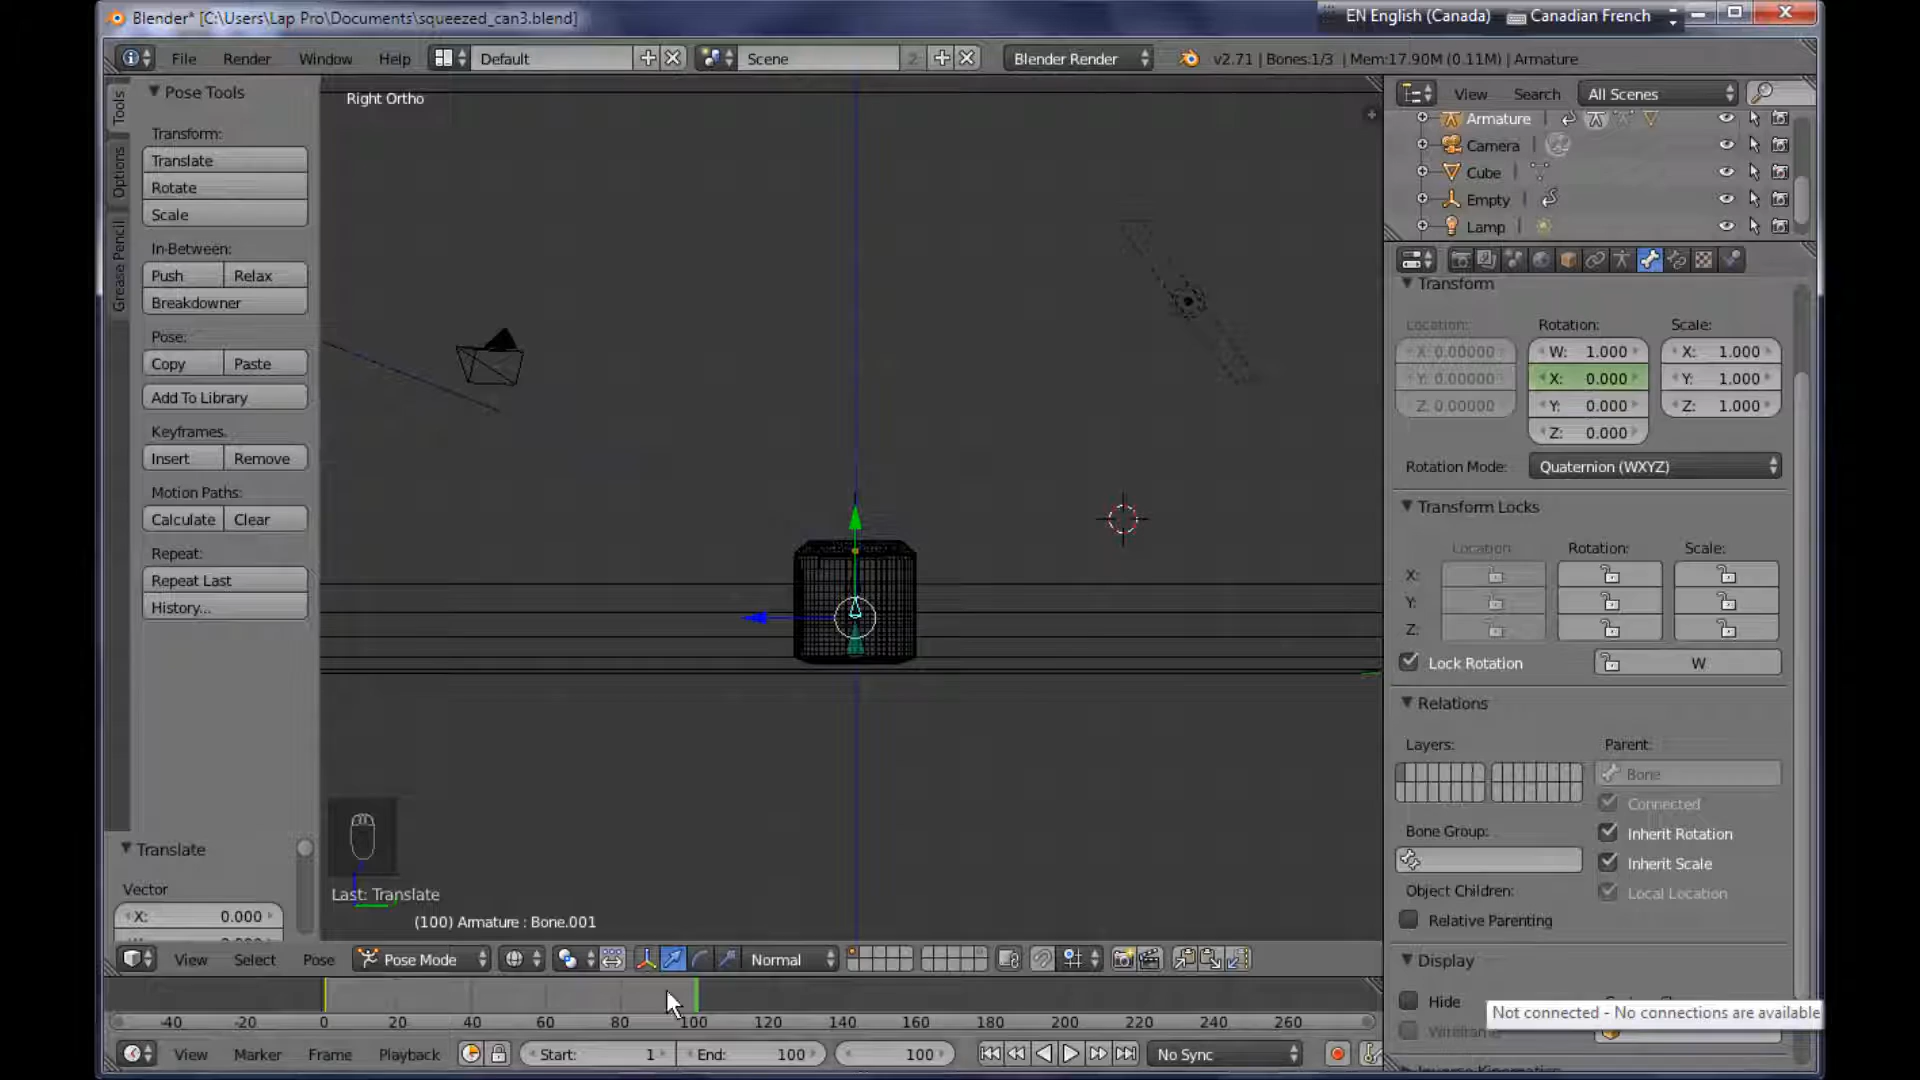 Blender* [C:\Users\Lap Pro\Documents\squeezed_can3.blend]
EN English (Canada) Canadian French
File Render Window Help Default Scene 2 Blender Render v2.71 | Bones:1/3 | Mem:17.90M (0.11M) | Armature
Tools
Options
Grease Pencil
Pose Tools
Transform:
Translate
Rotate
Scale
In-Between:
Push Relax
Breakdowner
Pose:
Copy Paste
Add To Library
Keyframes:
Insert Remove
Motion Paths:
Calculate Clear
Repeat:
Repeat Last
History...
Translate
Vector
X: 0.000
Right Ortho
Last: Translate
(100) Armature : Bone.001
View Select Pose Pose Mode Normal
-40 -20 0 20 40 60 80 100 120 140 160 180 200 220 240 260
View Marker Frame Playback Start: 1 End: 100 100 No Sync
View Search All Scenes
Armature
Camera
Cube
Empty
Lamp
Transform
Location: Rotation: Scale:
X: 0.00000 W: 1.000 X: 1.000
Y: 0.00000 X: 0.000 Y: 1.000
Z: 0.00000 Y: 0.000 Z: 1.000
Z: 0.000
Rotation Mode: Quaternion (WXYZ)
Transform Locks
Location Rotation: Scale:
X:
Y:
Z:
Lock Rotation W
Relations
Layers: Parent:
Bone
Connected
Bone Group: Inherit Rotation
Inherit Scale
Object Children: Local Location
Relative Parenting
Display
Hide
Not connected - No connections are available
Wireframe